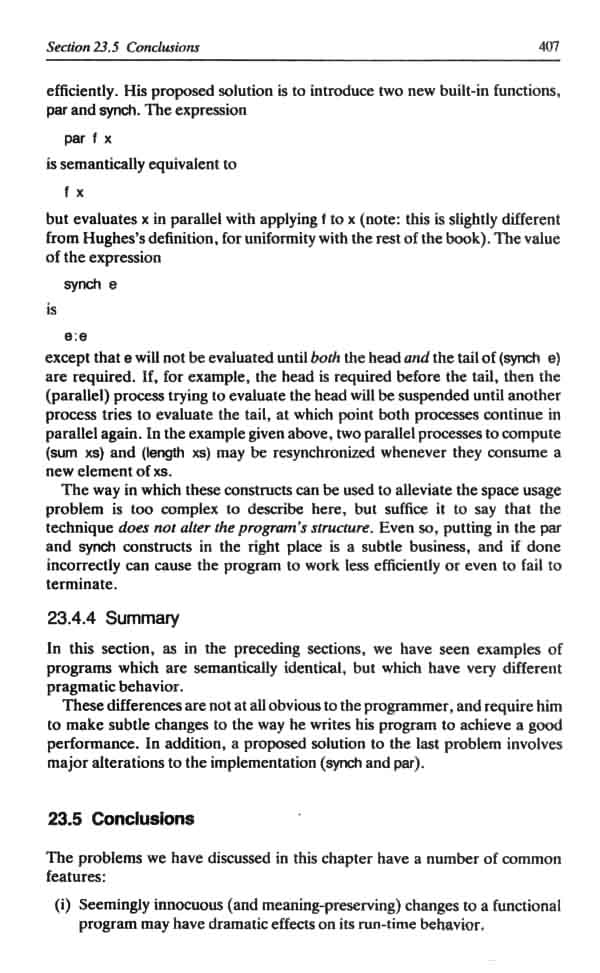 Section 23.5 Conclusions 407
efficiently. His proposed solution is to introduce two new built-in functions,
par and synch. The expression
par f x
is semantically equivalent to
f x
but evaluates x in parallel with applying f to x (note: this is slightly different
from Hughes's definition, for uniformity with the rest of the book). The value
of the expression
synch e
is
e:e
except that e will not be evaluated until both the head and the tail of (synch e)
are required. If, for example, the head is required before the tail, then the
(parallel) process trying to evaluate the head will be suspended until another
process tries to evaluate the tail, at which point both processes continue in
parallel again. In the example given above, two parallel processes to compute
(sum xs) and (length xs) may be resynchronized whenever they consume a
new element of xs.
The way in which these constructs can be used to alleviate the space usage
problem is too complex to describe here, but suffice it to say that the
technique does not alter the program's structure. Even so, putting in the par
and synch constructs in the right place is a subtle business, and if done
incorrectly can cause the program to work less efficiently or even to fail to
terminate.
23.4.4 Summary
In this section, as in the preceding sections, we have seen examples of
programs which are semantically identical, but which have very different
pragmatic behavior.
These differences are not at all obvious to the programmer, and require him
to make subtle changes to the way he writes his program to achieve a good
performance. In addition, a proposed solution to the last problem involves
major alterations to the implementation (synch and par).
23.5 Conclusions
The problems we have discussed in this chapter have a number of common
features:
(i) Seemingly innocuous (and meaning-preserving) changes to a functional
program may have dramatic effects on its run-time behavior.